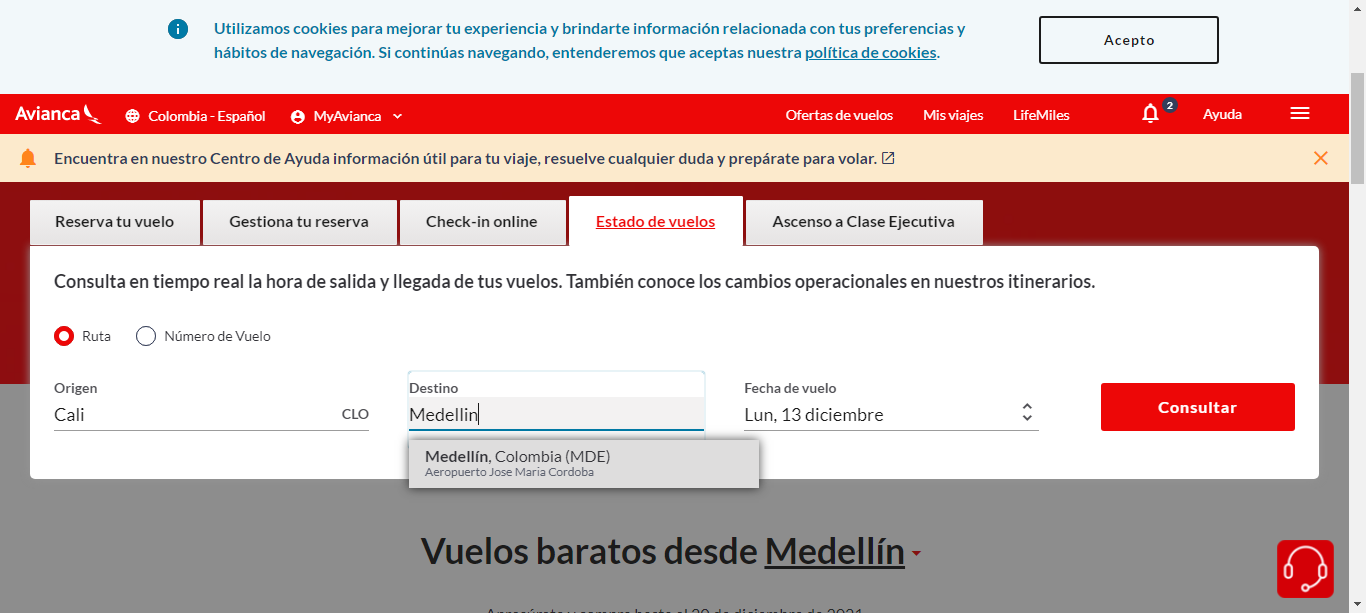 Utilizamos cookies para mejorar tu experiencia y brindarte información relacionada con tus preferencias y
hábitos de navegación. Si continúas navegando, entenderemos que aceptas nuestra política de cookies.
Acepto
Avianca
Colombia - Español
MyAvianca
Ofertas de vuelos
Mis viajes
LifeMiles
2
Ayuda
Encuentra en nuestro Centro de Ayuda información útil para tu viaje, resuelve cualquier duda y prepárate para volar.
Reserva tu vuelo
Gestiona tu reserva
Check-in online
Estado de vuelos
Ascenso a Clase Ejecutiva
Consulta en tiempo real la hora de salida y llegada de tus vuelos. También conoce los cambios operacionales en nuestros itinerarios.
Ruta
Número de Vuelo
Origen
Cali CLO
Destino
Medellin
Fecha de vuelo
Lun, 13 diciembre
Consultar
Medellín, Colombia (MDE)
Aeropuerto Jose Maria Cordoba
Vuelos baratos desde Medellín